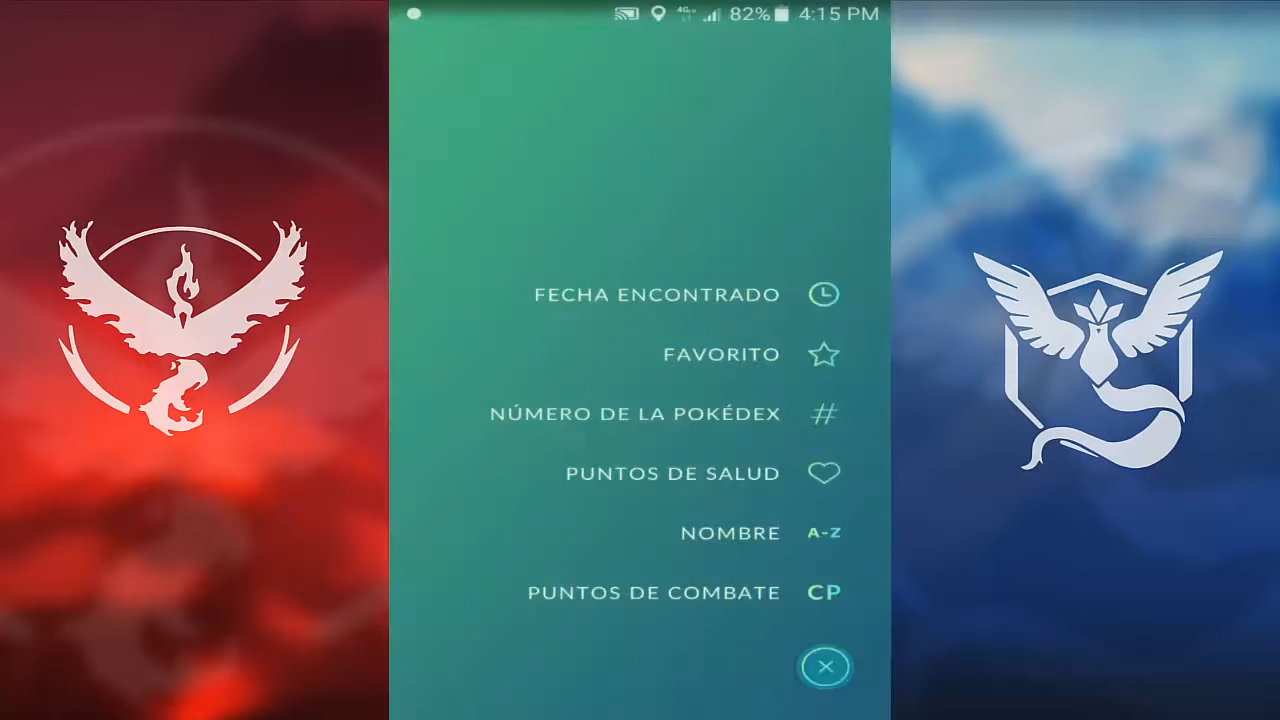 82% 4:15 PM
FECHA ENCONTRADO
FAVORITO
NÚMERO DE LA POKÉDEX #
PUNTOS DE SALUD
NOMBRE A-Z
PUNTOS DE COMBATE CP